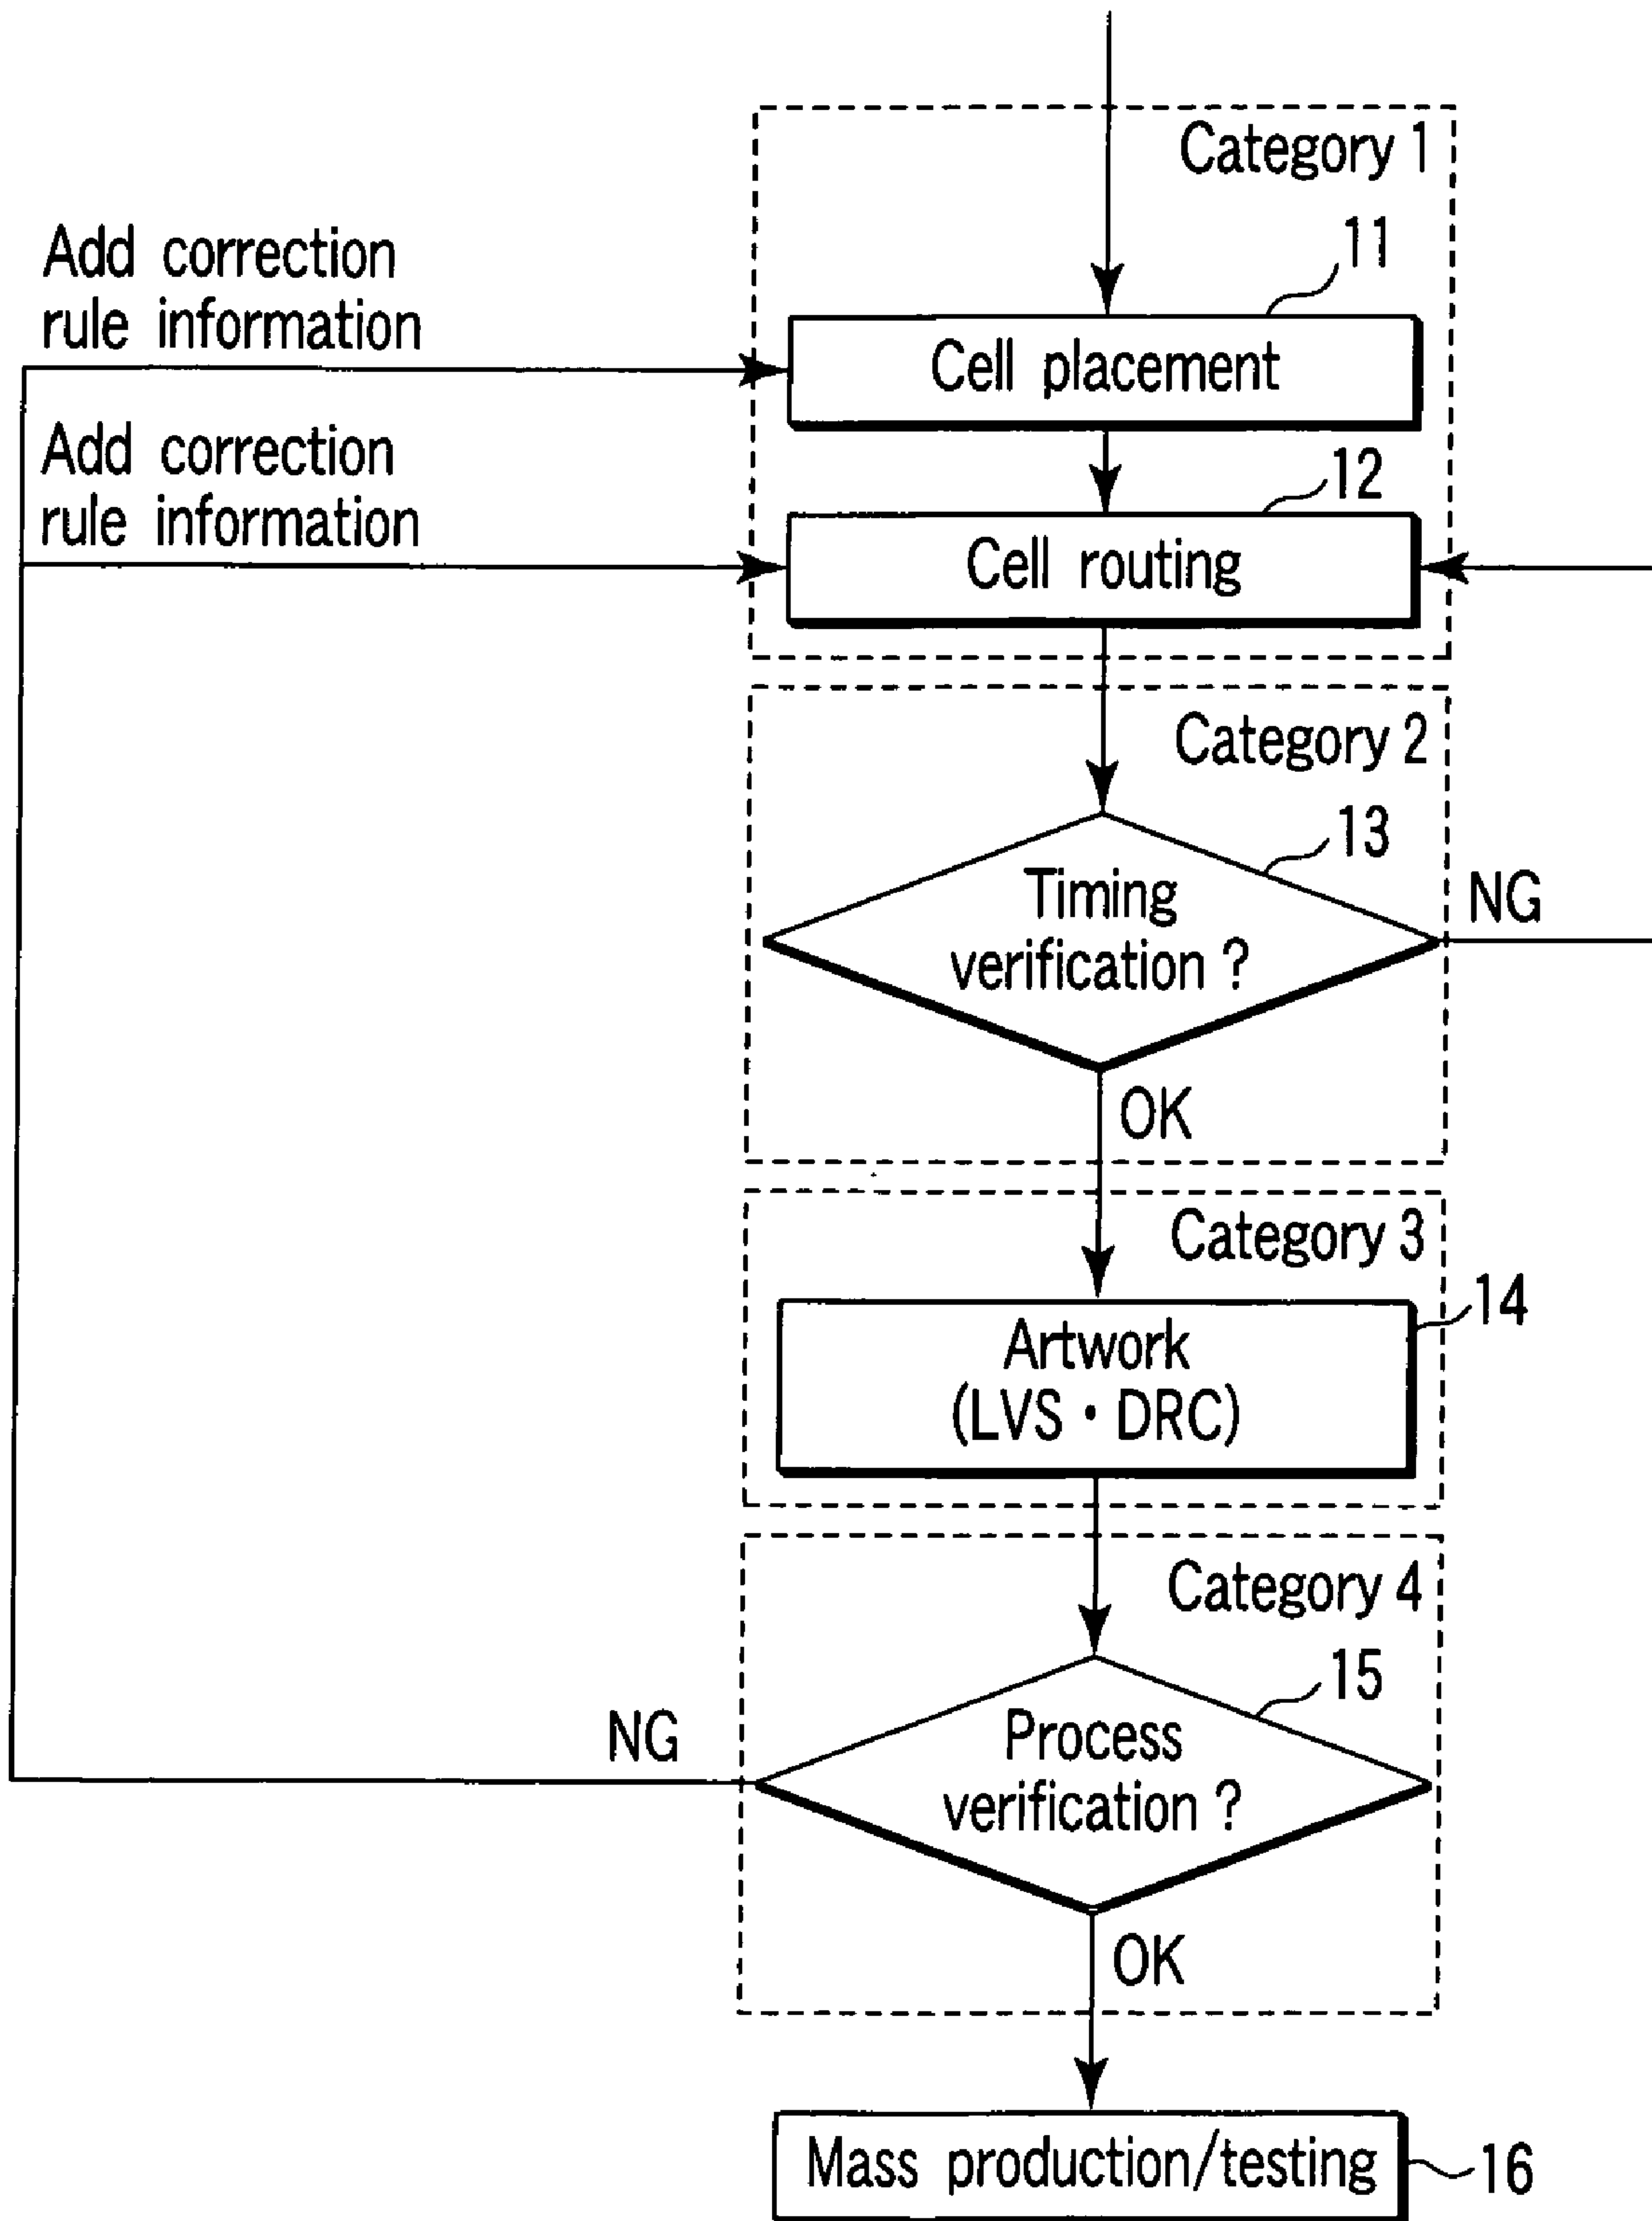 Category 1
11
Add correction
rule information
Cell placement
Add correction
rule information
12
Cell routing
Category 2
13
Timing
verification ?
NG
OK
Category 3
14
Artwork
(LVS・DRC)
Category 4
15
Process
verification ?
NG
OK
Mass production/testing
16